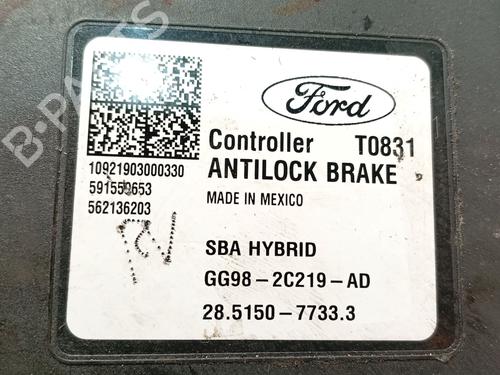 Ford
Controller T0831
ANTILOCK BRAKE
MADE IN MEXICO
10921903000330
591550653
562136203
SBA HYBRID
GG98-2C219-AD
28.5150-7733.3
B-PARTS